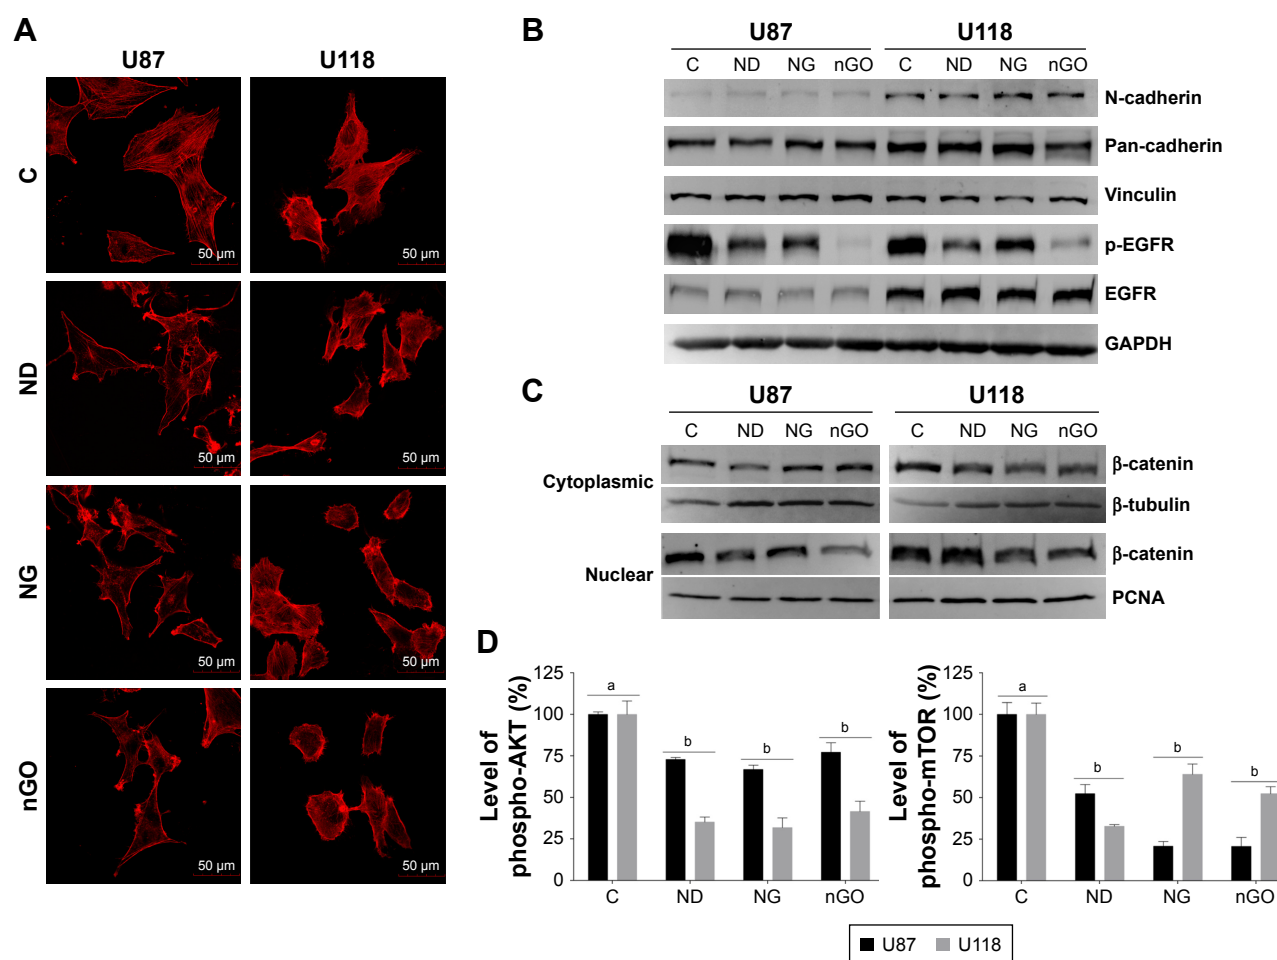 A
U87 U118
C
50 µm 50 µm
ND
50 µm 50 µm
NG
50 µm 50 µm
nGO
50 µm 50 µm
B
U87 U118
C ND NG nGO C ND NG nGO
N-cadherin
Pan-cadherin
Vinculin
p-EGFR
EGFR
GAPDH
C
U87 U118
C ND NG nGO C ND NG nGO
Cytoplasmic
β-catenin
β-tubulin
Nuclear
β-catenin
PCNA
D
Level of
phospho-AKT (%)
125
100
75
50
25
0
a b b b
C ND NG nGO
Level of
phospho-mTOR (%)
125
100
75
50
25
0
a b b b
C ND NG nGO
U87 U118